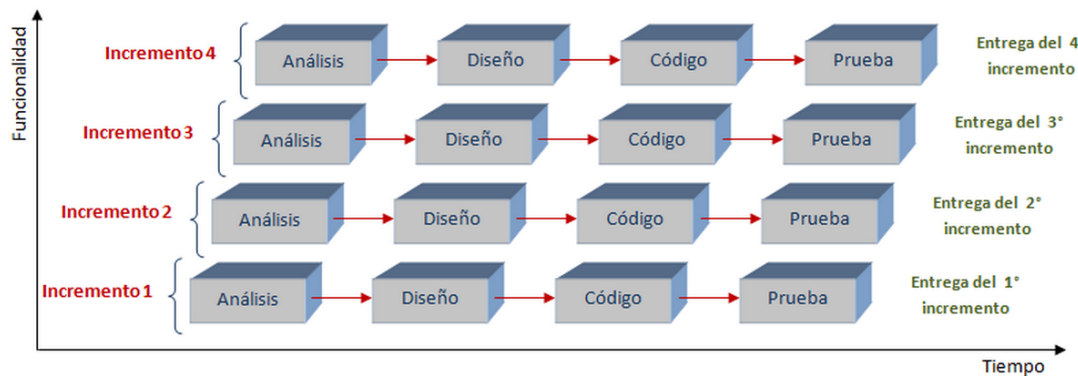 Funcionalidad
Incremento 4
Análisis
Diseño
Código
Prueba
Entrega del 4
incremento
Incremento 3
Análisis
Diseño
Código
Prueba
Entrega del 3°
incremento
Incremento 2
Análisis
Diseño
Código
Prueba
Entrega del 2°
incremento
Incremento 1
Análisis
Diseño
Código
Prueba
Entrega del 1°
incremento
Tiempo